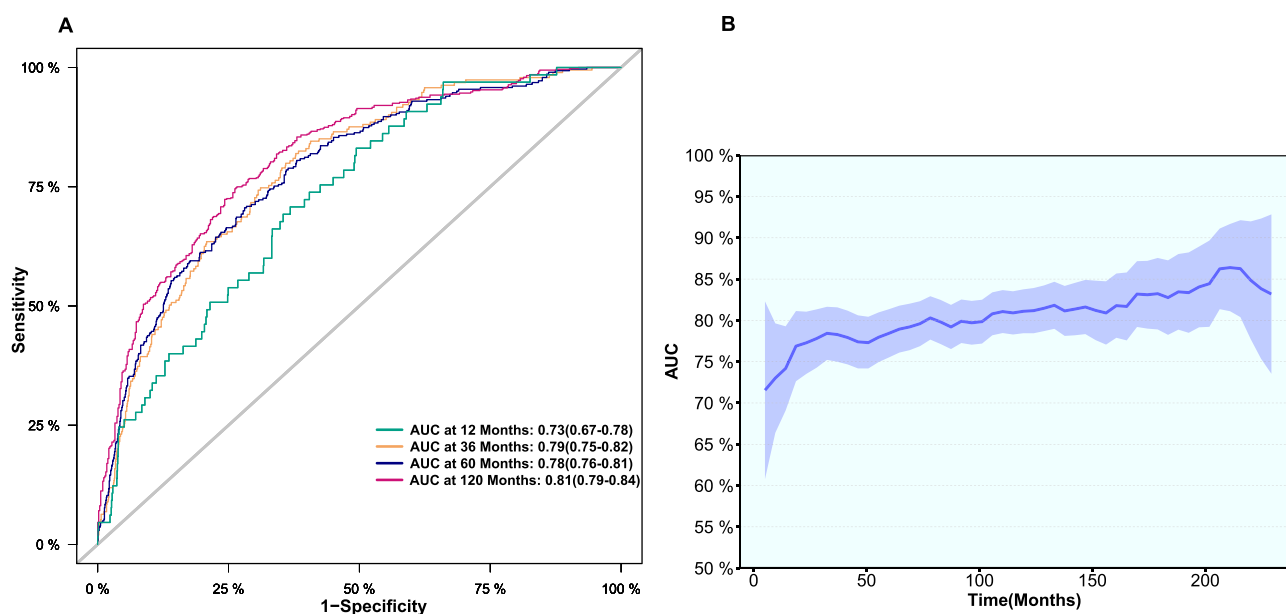 A
100 %
75 %
50 %
25 %
0 %
Sensitivity
AUC at 12 Months: 0.73(0.67-0.78)
AUC at 36 Months: 0.79(0.75-0.82)
AUC at 60 Months: 0.78(0.76-0.81)
AUC at 120 Months: 0.81(0.79-0.84)
0 % 25 % 50 % 75 % 100 %
1-Specificity
B
100 %
95 %
90 %
85 %
80 %
75 %
70 %
65 %
60 %
55 %
50 %
AUC
0 50 100 150 200
Time(Months)